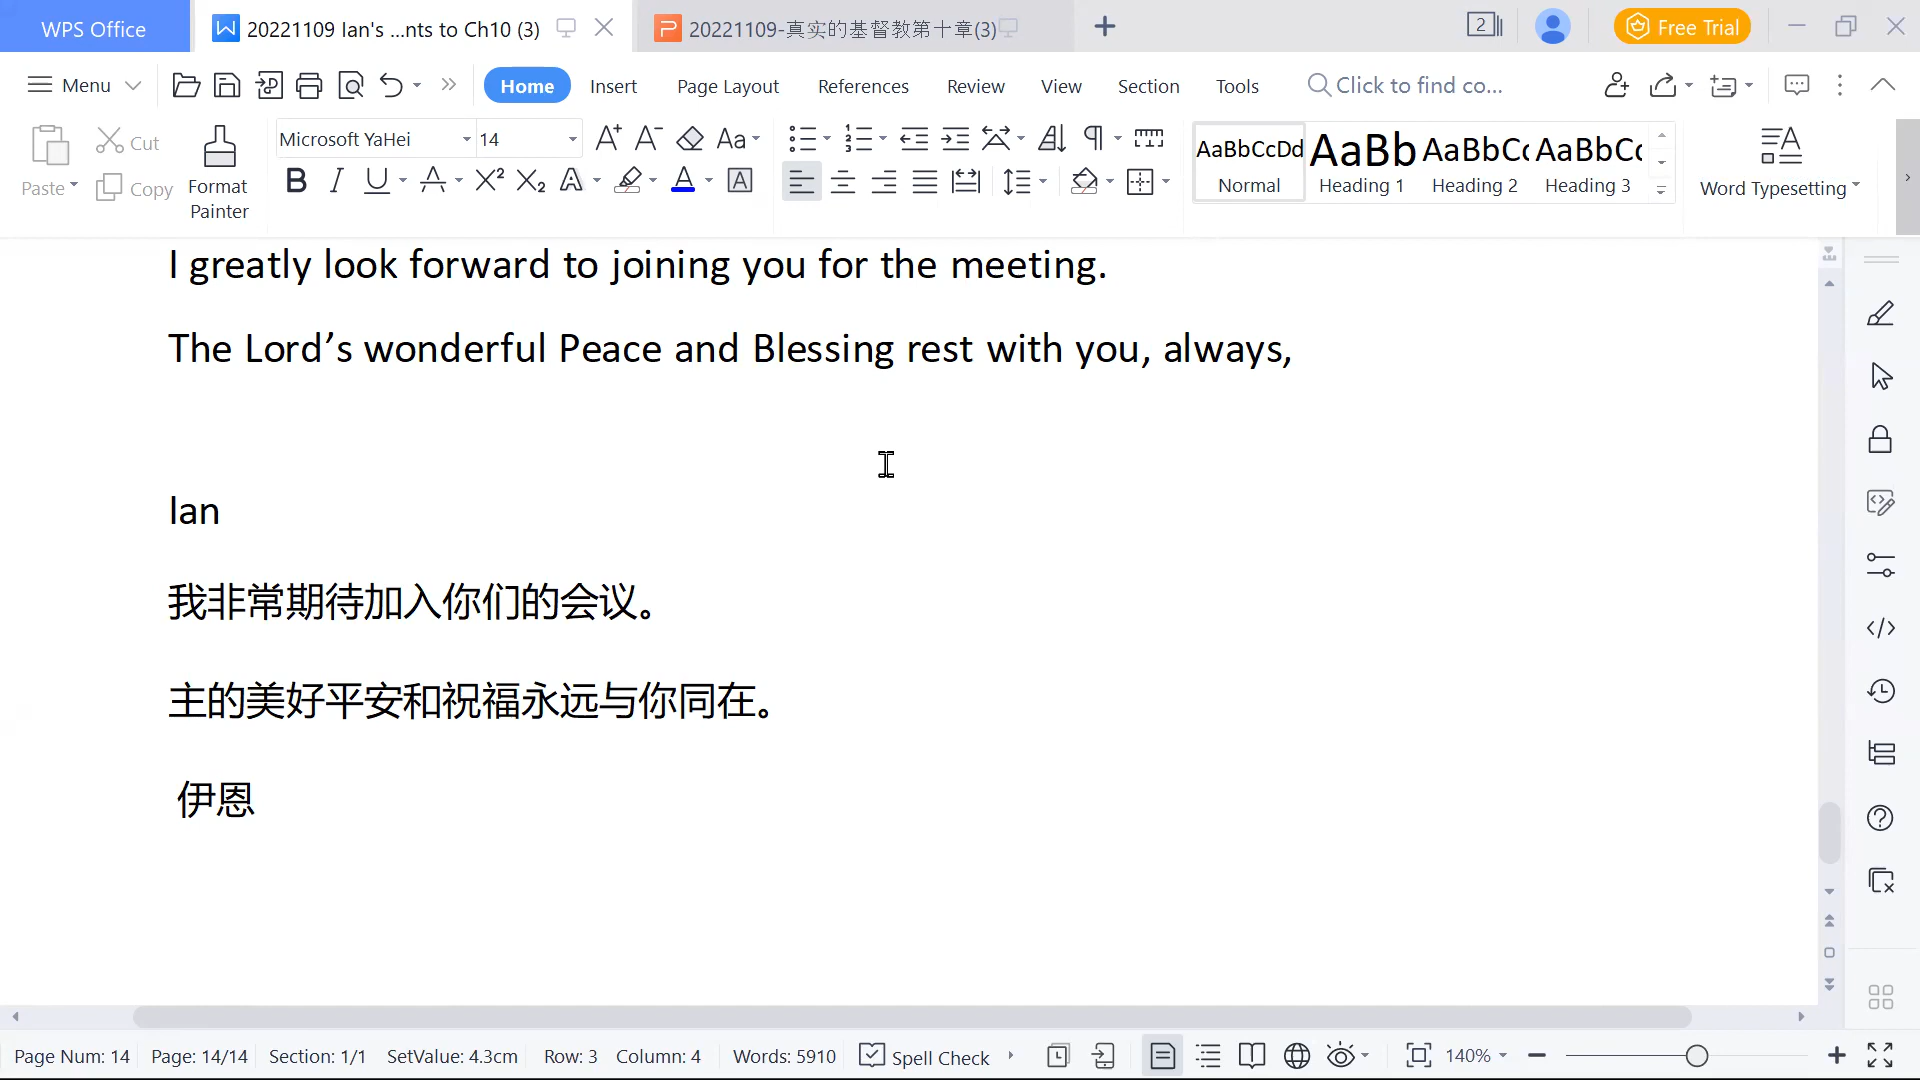 WPS Office 20221109 Ian's ...nts to Ch10 (3) 20221109-真实的基督教第十章(3) 2 Free Trial
Menu Home Insert Page Layout References Review View Section Tools Click to find co...
Paste Cut Copy Format Painter Microsoft YaHei 14 AaBbCcDd Normal AaBb Heading 1 AaBbC Heading 2 AaBbC Heading 3 Word Typesetting
I greatly look forward to joining you for the meeting.
The Lord’s wonderful Peace and Blessing rest with you, always,
Ian
我非常期待加入你们的会议。
主的美好平安和祝福永远与你同在。
伊恩
Page Num: 14 Page: 14/14 Section: 1/1 SetValue: 4.3cm Row: 3 Column: 4 Words: 5910 Spell Check 140%